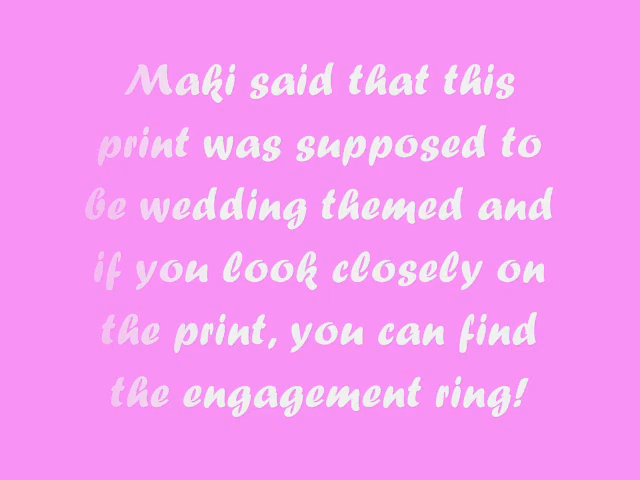 Maki said that this
print was supposed to
be wedding themed and
if you look closely on
the print, you can find
the engagement ring!